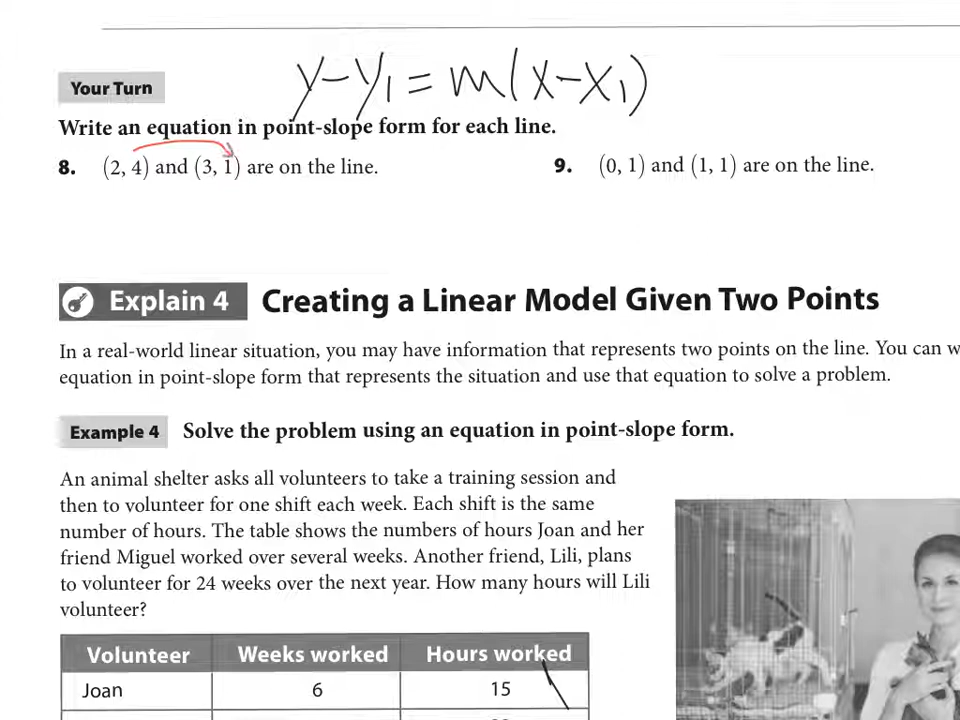 y-y₁=m(x-x₁)
Your Turn
Write an equation in point-slope form for each line.
8. (2, 4) and (3, 1) are on the line. 9. (0, 1) and (1, 1) are on the line.
Explain 4 Creating a Linear Model Given Two Points
In a real-world linear situation, you may have information that represents two points on the line. You can
equation in point-slope form that represents the situation and use that equation to solve a problem.
Example 4 Solve the problem using an equation in point-slope form.
An animal shelter asks all volunteers to take a training session and
then to volunteer for one shift each week. Each shift is the same
number of hours. The table shows the numbers of hours Joan and her
friend Miguel worked over several weeks. Another friend, Lili, plans
to volunteer for 24 weeks over the next year. How many hours will Lili
volunteer?
Volunteer Weeks worked Hours worked
Joan 6 15